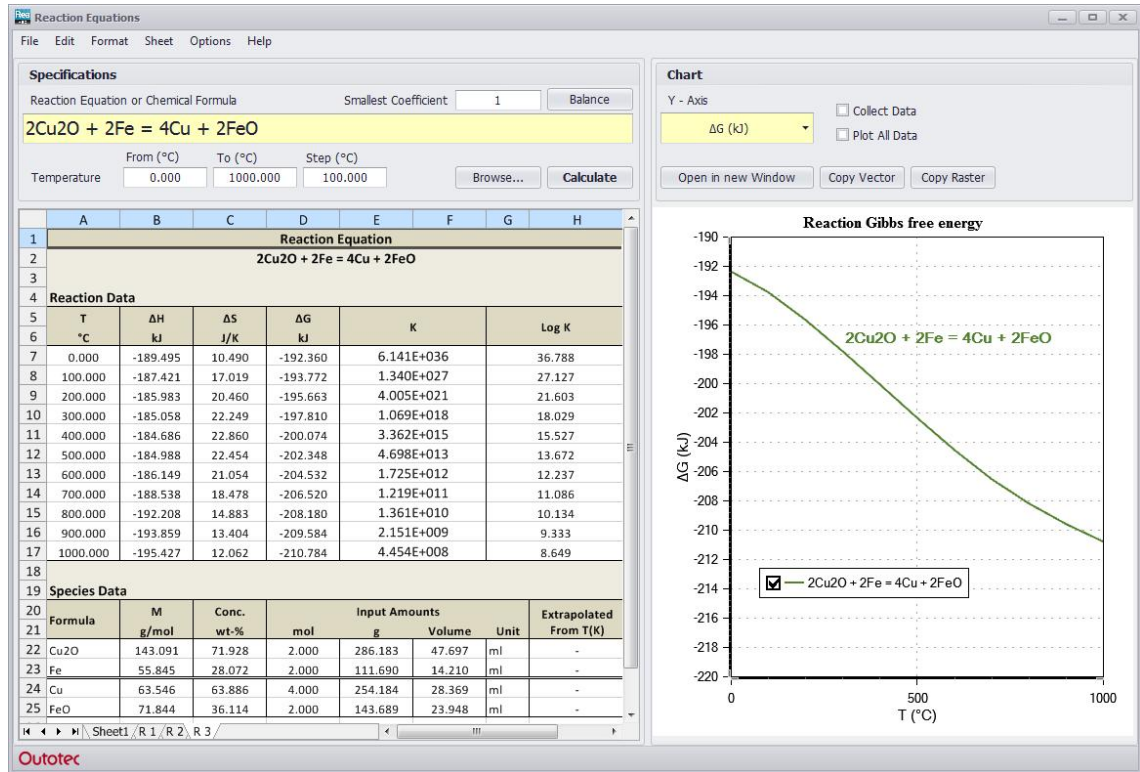 Reaction Equations
File Edit Format Sheet Options Help
Specifications
Reaction Equation or Chemical Formula Smallest Coefficient 1 Balance
2Cu2O + 2Fe = 4Cu + 2FeO
From (°C) To (°C) Step (°C)
Temperature 0.000 1000.000 100.000 Browse... Calculate
A B C D E F G H
1 Reaction Equation
2 2Cu2O + 2Fe = 4Cu + 2FeO
3
4 Reaction Data
5 T ΔH ΔS ΔG K Log K
6 °C kJ J/K kJ
7 0.000 -189.495 10.490 -192.360 6.141E+036 36.788
8 100.000 -187.421 17.019 -193.772 1.340E+027 27.127
9 200.000 -185.983 20.460 -195.663 4.005E+021 21.603
10 300.000 -185.058 22.249 -197.810 1.069E+018 18.029
11 400.000 -184.686 22.860 -200.074 3.362E+015 15.527
12 500.000 -184.988 22.454 -202.348 4.698E+013 13.672
13 600.000 -186.149 21.054 -204.532 1.725E+012 12.237
14 700.000 -188.538 18.478 -206.520 1.219E+011 11.086
15 800.000 -192.208 14.883 -208.180 1.361E+010 10.134
16 900.000 -193.859 13.404 -209.584 2.151E+009 9.333
17 1000.000 -195.427 12.062 -210.784 4.454E+008 8.649
18
19 Species Data
20 Formula M Conc. Input Amounts Extrapolated
21 g/mol wt-% mol g Volume Unit From T(K)
22 Cu2O 143.091 71.928 2.000 286.183 47.697 ml -
23 Fe 55.845 28.072 2.000 111.690 14.210 ml -
24 Cu 63.546 63.886 4.000 254.184 28.369 ml -
25 FeO 71.844 36.114 2.000 143.689 23.948 ml -
Sheet1 R 1 R 2 R 3
Outotec
Chart
Y - Axis
ΔG (kJ)
Collect Data
Plot All Data
Open in new Window Copy Vector Copy Raster
Reaction Gibbs free energy
-190
-192
-194
-196
2Cu2O + 2Fe = 4Cu + 2FeO
-198
-200
-202
-204
ΔG (kJ)
-206
-208
-210
-212
-214
2Cu2O + 2Fe = 4Cu + 2FeO
-216
-218
-220
0 500 1000
T (°C)